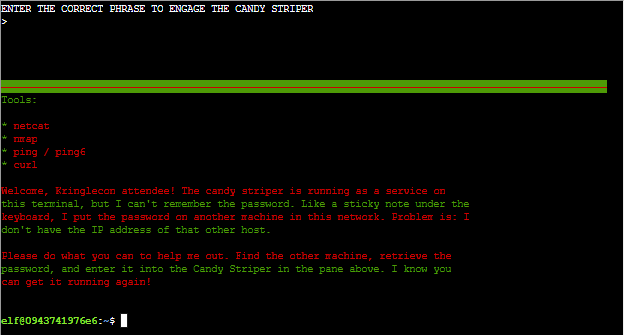 ENTER THE CORRECT PHRASE TO ENGAGE THE CANDY STRIPER
>
Tools:
* netcat
* nmap
* ping / ping6
* curl
Welcome, Kringlecon attendee! The candy striper is running as a service on
this terminal, but I can't remember the password. Like a sticky note under the
keyboard, I put the password on another machine in this network. Problem is: I
don't have the IP address of that other host.
Please do what you can to help me out. Find the other machine, retrieve the
password, and enter it into the Candy Striper in the pane above. I know you
can get it running again!
elf@0943741976e6:~$